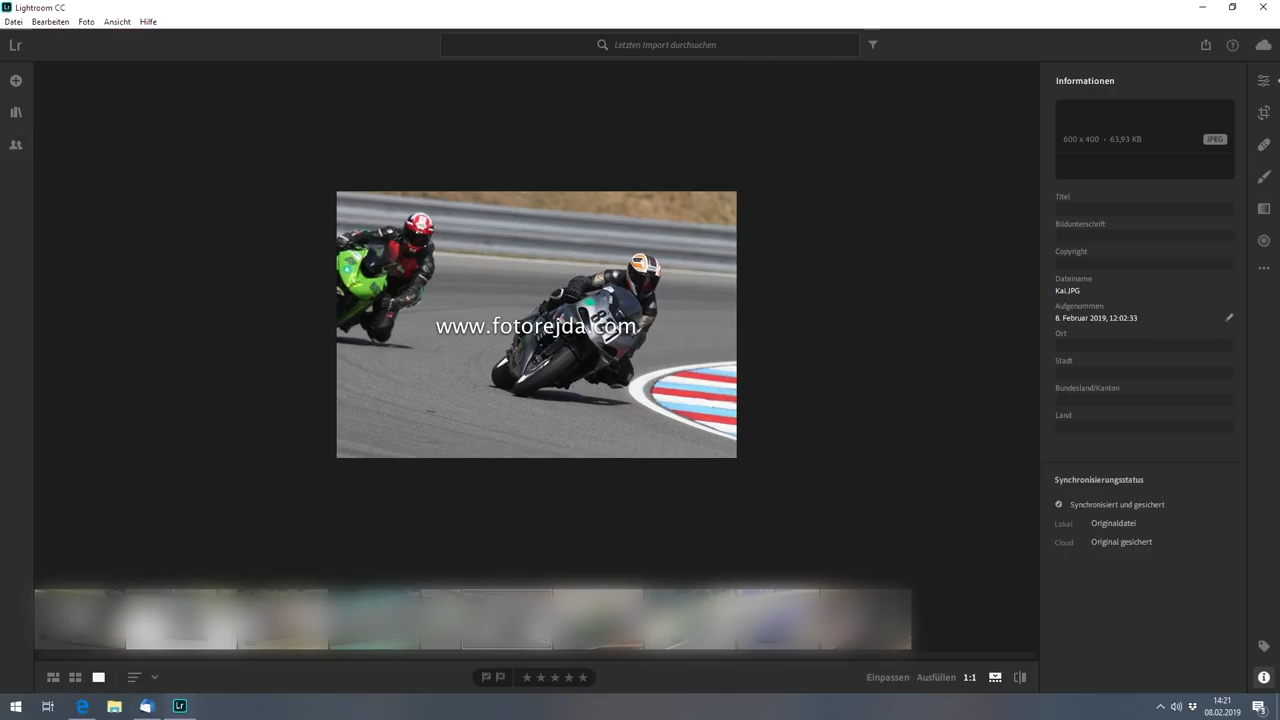 Lr Lightroom CC
Datei Bearbeiten Foto Ansicht Hilfe
Lr
Letzten Import durchsuchen
Informationen
600 x 400 • 63,93 KB JPEG
Titel
Bildunterschrift
Copyright
Dateiname
Kai.JPG
Aufgenommen
8. Februar 2019, 12:02:33
Ort
Stadt
Bundesland/Kanton
Land
www.fotorejda.com
Synchronisierungsstatus
Synchronisiert und gesichert
Lokal Originaldatei
Cloud Original gesichert
Einpassen Ausfüllen 1:1
Lr
14:21
08.02.2019
3